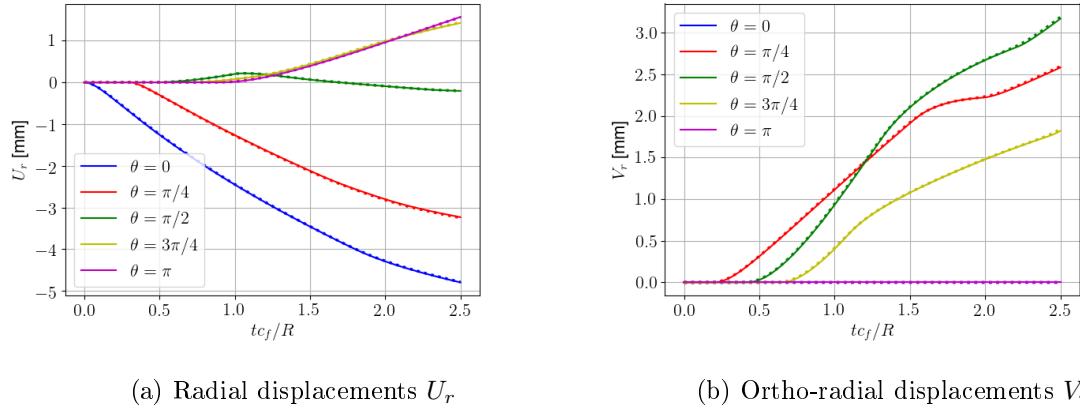 1
0
−1
−2
−3
−4
−5
U_r [mm]
θ = 0
θ = π/4
θ = π/2
θ = 3π/4
θ = π
0.0 0.5 1.0 1.5 2.0 2.5
tc_f/R
(a) Radial displacements U_r
3.0
2.5
2.0
1.5
1.0
0.5
0.0
V_r [mm]
θ = 0
θ = π/4
θ = π/2
θ = 3π/4
θ = π
0.0 0.5 1.0 1.5 2.0 2.5
tc_f/R
(b) Ortho-radial displacements V